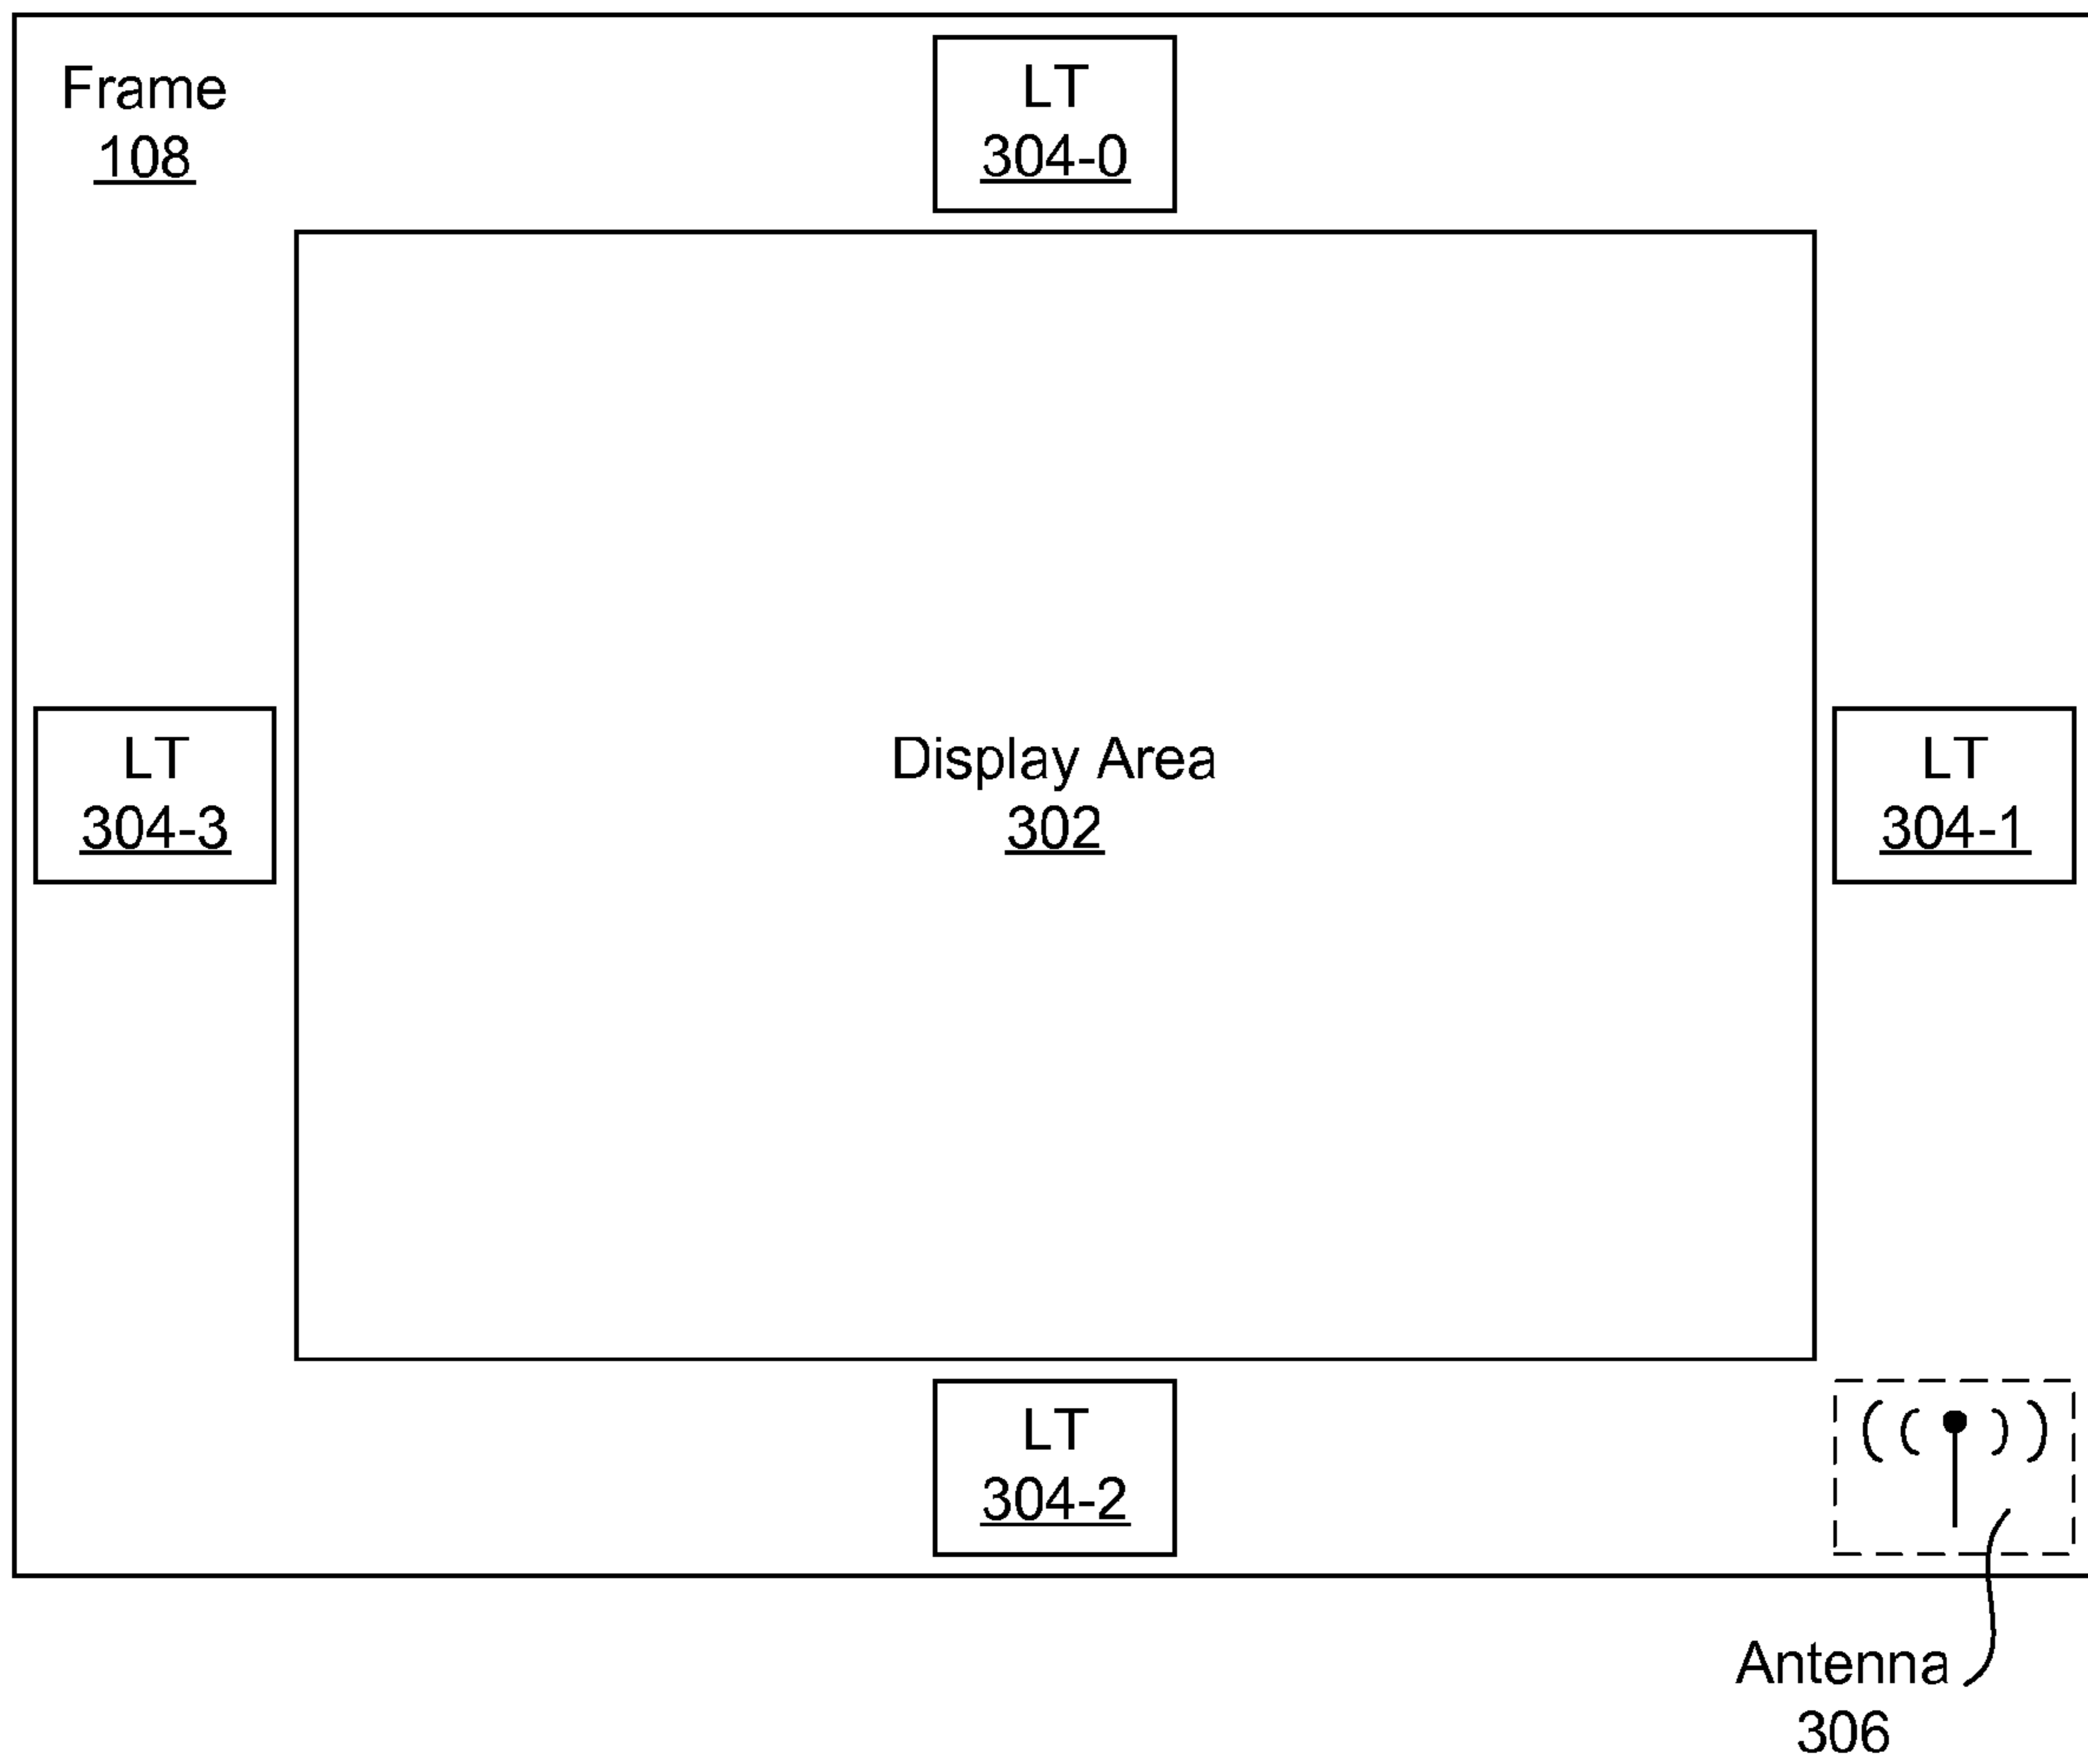 Frame
108
LT
304-0
LT
304-3
Display Area
302
LT
304-1
LT
304-2
Antenna
306